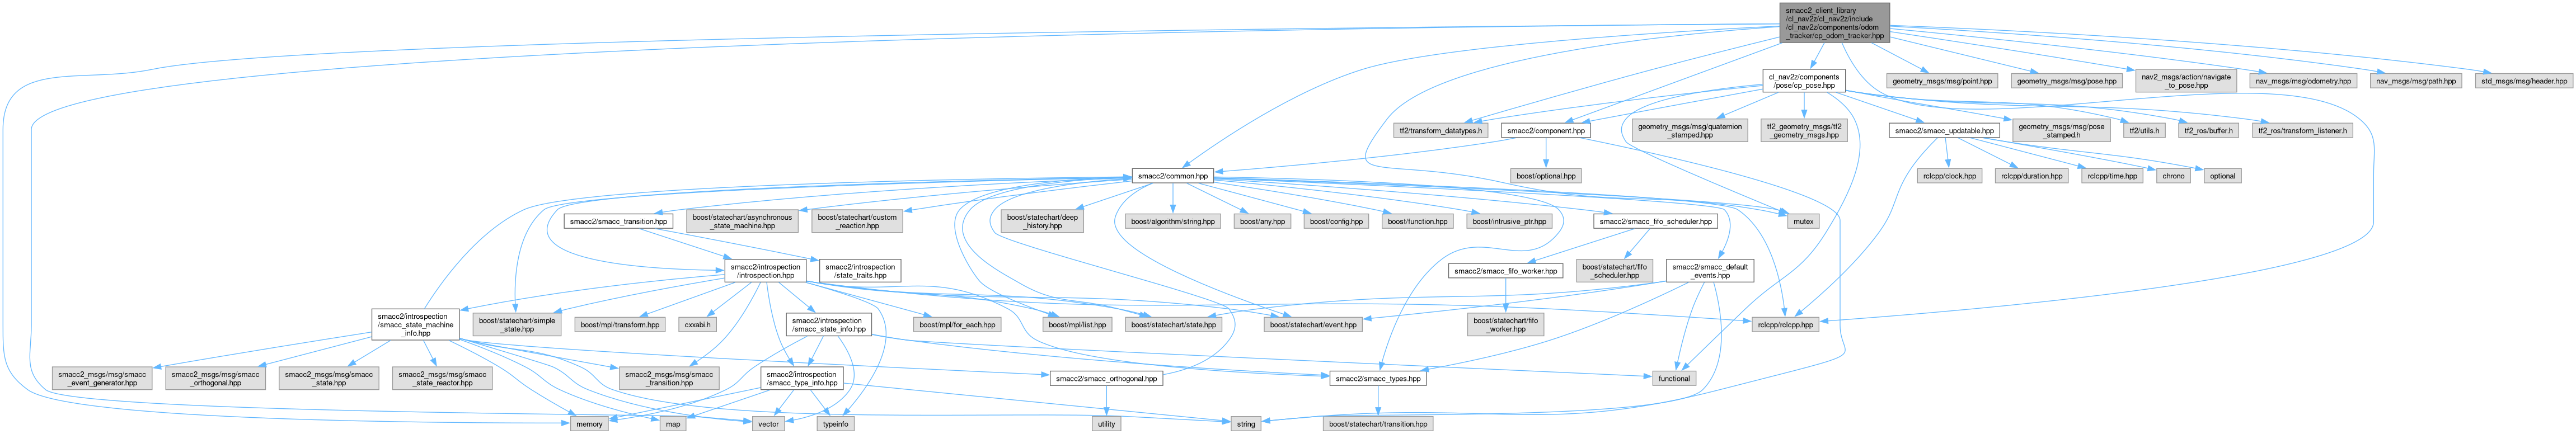 smacc2_client_library
/cl_nav2z/cl_nav2z/include
/cl_nav2z/components/odom
_tracker/cp_odom_tracker.hpp
cl_nav2z/components
/pose/cp_pose.hpp
geometry_msgs/msg/point.hpp
geometry_msgs/msg/pose.hpp
nav2_msgs/action/navigate
_to_pose.hpp
nav_msgs/msg/odometry.hpp
nav_msgs/msg/path.hpp
std_msgs/msg/header.hpp
tf2/transform_datatypes.h
smacc2/component.hpp
geometry_msgs/msg/quaternion
_stamped.hpp
tf2_geometry_msgs/tf2
_geometry_msgs.hpp
smacc2/smacc_updatable.hpp
geometry_msgs/msg/pose
_stamped.h
tf2/utils.h
tf2_ros/buffer.h
tf2_ros/transform_listener.h
smacc2/common.hpp
boost/optional.hpp
rclcpp/clock.hpp
rclcpp/duration.hpp
rclcpp/time.hpp
chrono
optional
smacc2/smacc_transition.hpp
boost/statechart/asynchronous
_state_machine.hpp
boost/statechart/custom
_reaction.hpp
boost/statechart/deep
_history.hpp
boost/algorithm/string.hpp
boost/any.hpp
boost/config.hpp
boost/function.hpp
boost/intrusive_ptr.hpp
smacc2/smacc_fifo_scheduler.hpp
mutex
smacc2/introspection
/introspection.hpp
smacc2/introspection
/state_traits.hpp
smacc2/smacc_fifo_worker.hpp
boost/statechart/fifo
_scheduler.hpp
smacc2/smacc_default
_events.hpp
smacc2/introspection
/smacc_state_machine
_info.hpp
boost/statechart/simple
_state.hpp
boost/mpl/transform.hpp
cxxabi.h
smacc2/introspection
/smacc_state_info.hpp
boost/mpl/for_each.hpp
boost/mpl/list.hpp
boost/statechart/state.hpp
boost/statechart/event.hpp
boost/statechart/fifo
_worker.hpp
rclcpp/rclcpp.hpp
smacc2_msgs/msg/smacc
_event_generator.hpp
smacc2_msgs/msg/smacc
_orthogonal.hpp
smacc2_msgs/msg/smacc
_state.hpp
smacc2_msgs/msg/smacc
_state_reactor.hpp
smacc2_msgs/msg/smacc
_transition.hpp
smacc2/introspection
/smacc_type_info.hpp
smacc2/smacc_orthogonal.hpp
smacc2/smacc_types.hpp
functional
memory
map
vector
typeinfo
utility
string
boost/statechart/transition.hpp